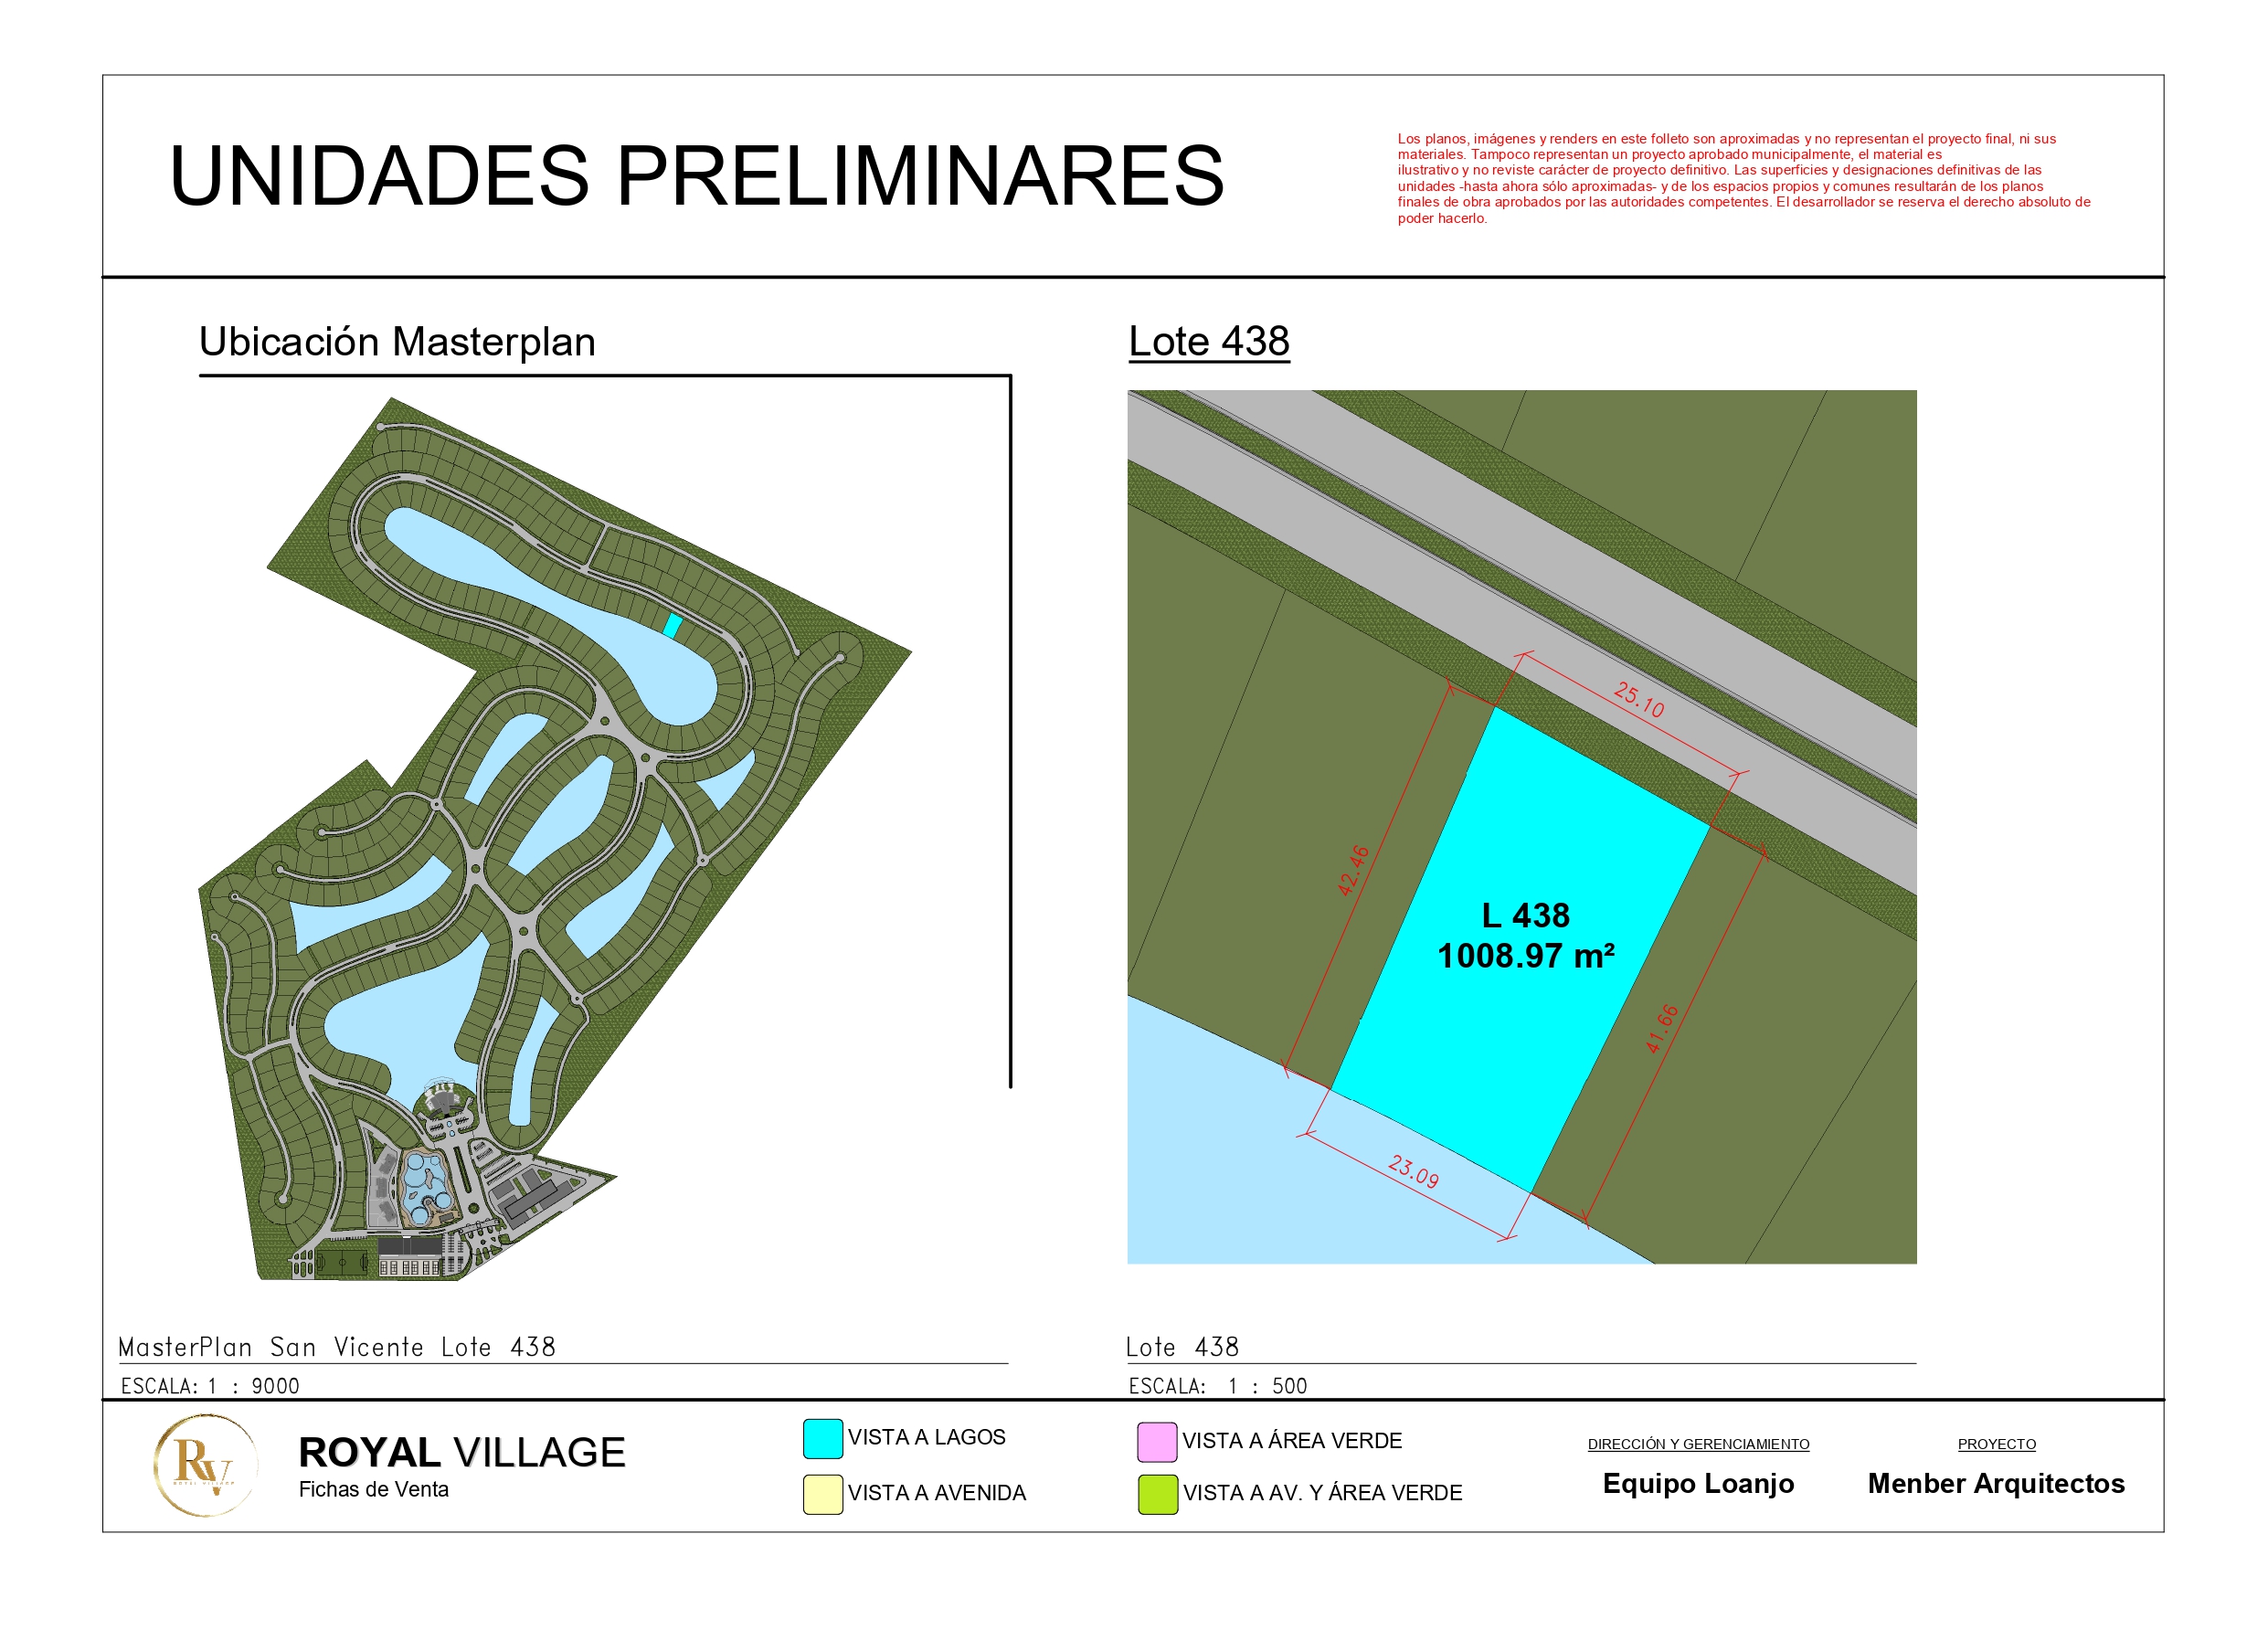 UNIDADES PRELIMINARES
Los planos, imágenes y renders en este folleto son aproximadas y no representan el proyecto final, ni sus
materiales. Tampoco representan un proyecto aprobado municipalmente, el material es
ilustrativo y no reviste carácter de proyecto definitivo. Las superficies y designaciones definitivas de las
unidades -hasta ahora sólo aproximadas- y de los espacios propios y comunes resultarán de los planos
finales de obra aprobados por las autoridades competentes. El desarrollador se reserva el derecho absoluto de
poder hacerlo.
Ubicación Masterplan
Lote 438
25.10
42.46
L 438
1008.97 m²
41.66
23.09
MasterPlan San Vicente Lote 438
ESCALA: 1 : 9000
Lote 438
ESCALA: 1 : 500
RV
ROYAL VILLAGE
ROYAL VILLAGE
Fichas de Venta
VISTA A LAGOS
VISTA A AVENIDA
VISTA A ÁREA VERDE
VISTA A AV. Y ÁREA VERDE
DIRECCIÓN Y GERENCIAMIENTO
Equipo Loanjo
PROYECTO
Menber Arquitectos